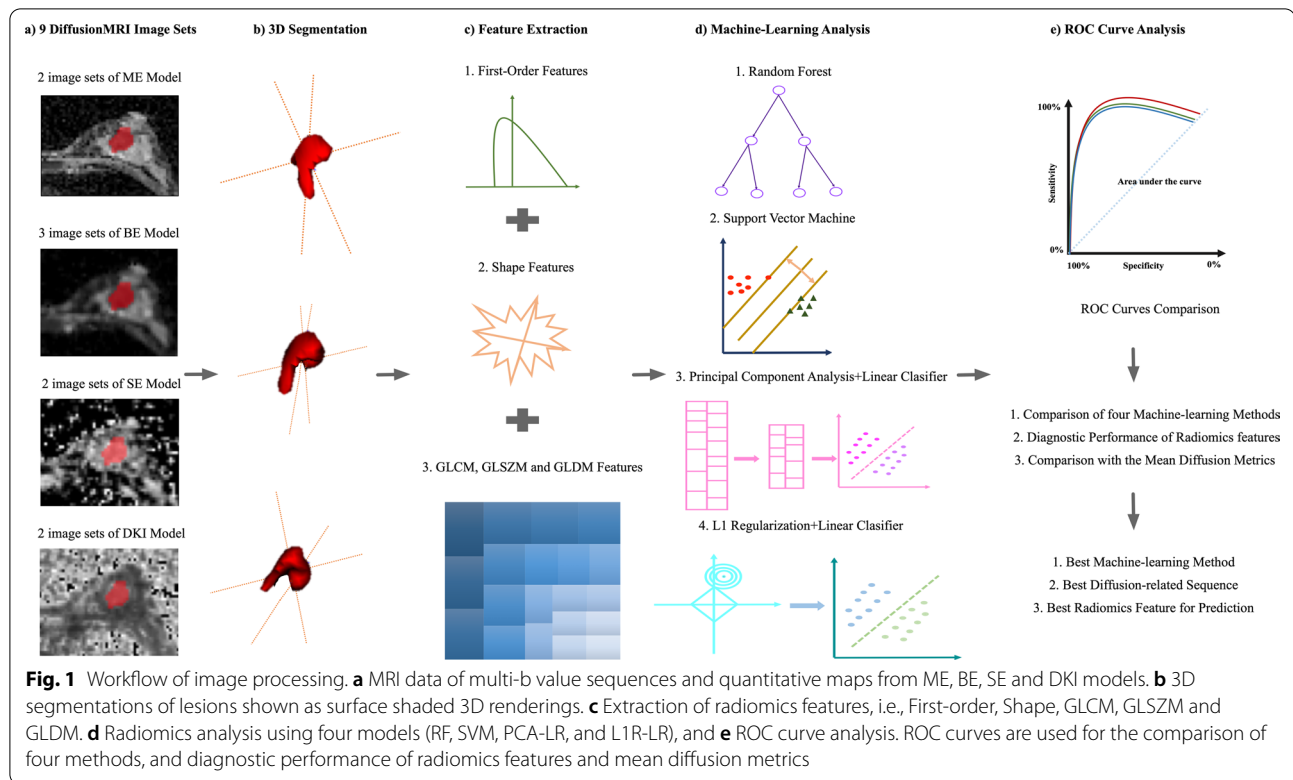 a) 9 DiffusionMRI Image Sets
2 image sets of ME Model
3 image sets of BE Model
2 image sets of SE Model
2 image sets of DKI Model
b) 3D Segmentation
c) Feature Extraction
1. First-Order Features
2. Shape Features
3. GLCM, GLSZM and GLDM Features
d) Machine-Learning Analysis
1. Random Forest
2. Support Vector Machine
3. Principal Component Analysis+Linear Clasifier
4. L1 Regularization+Linear Clasifier
e) ROC Curve Analysis
100%
Sensitivity
Area under the curve
0%
100%
Specificity
0%
ROC Curves Comparison
1. Comparison of four Machine-learning Methods
2. Diagnostic Performance of Radiomics features
3. Comparison with the Mean Diffusion Metrics
1. Best Machine-learning Method
2. Best Diffusion-related Sequence
3. Best Radiomics Feature for Prediction
Fig. 1 Workflow of image processing. a MRI data of multi-b value sequences and quantitative maps from ME, BE, SE and DKI models. b 3D
segmentations of lesions shown as surface shaded 3D renderings. c Extraction of radiomics features, i.e., First-order, Shape, GLCM, GLSZM and
GLDM. d Radiomics analysis using four models (RF, SVM, PCA-LR, and L1R-LR), and e ROC curve analysis. ROC curves are used for the comparison of
four methods, and diagnostic performance of radiomics features and mean diffusion metrics